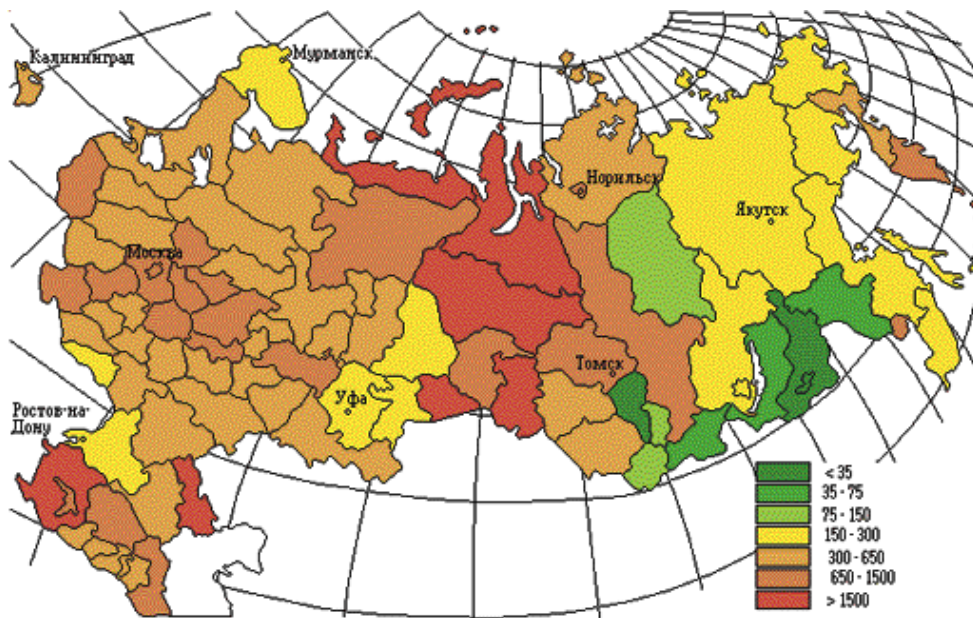 Калининград
Мурманск
Норильск
Якутск
Москва
Томск
Уфа
Ростов-на-
Дону
< 35
35 - 75
75 - 150
150 - 300
300 - 650
650 - 1500
> 1500